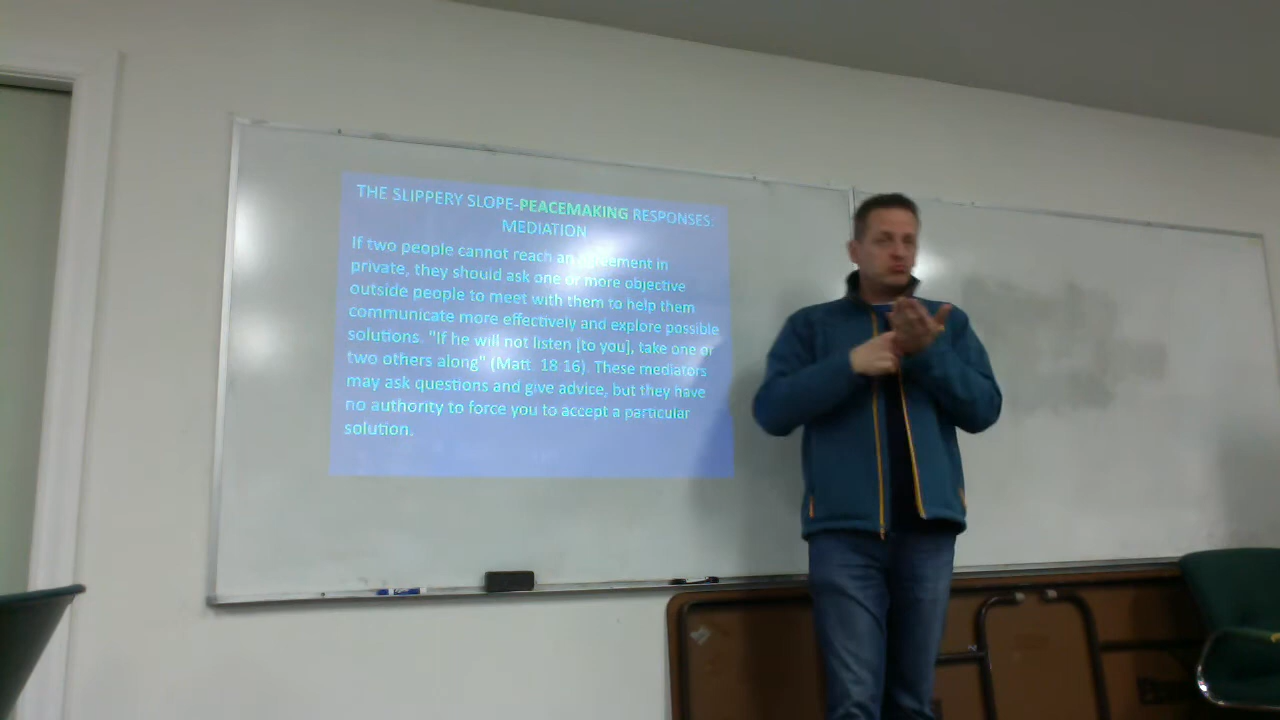 THE SLIPPERY SLOPE-PEACEMAKING RESPONSES:
MEDIATION
If two people cannot reach an agreement in
private, they should ask one or more objective
outside people to meet with them to help them
communicate more effectively and explore possible
solutions. "If he will not listen [to you], take one or
two others along" (Matt. 18:16). These mediators
may ask questions and give advice, but they have
no authority to force you to accept a particular
solution.